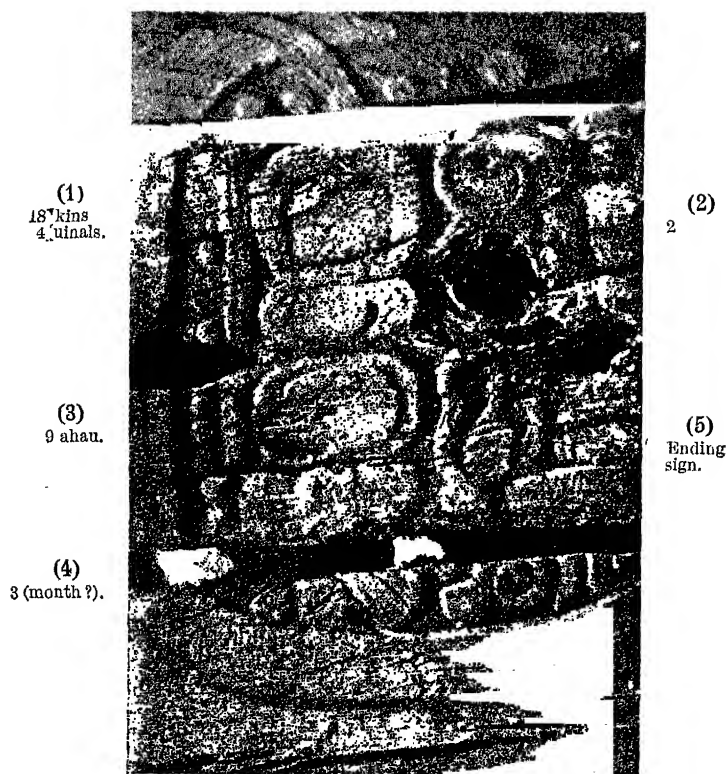 (1)
18 kins
4 uinals.
(2)
2
(3)
9 ahau.
(5)
Ending
sign.
(4)
3 (month ?).